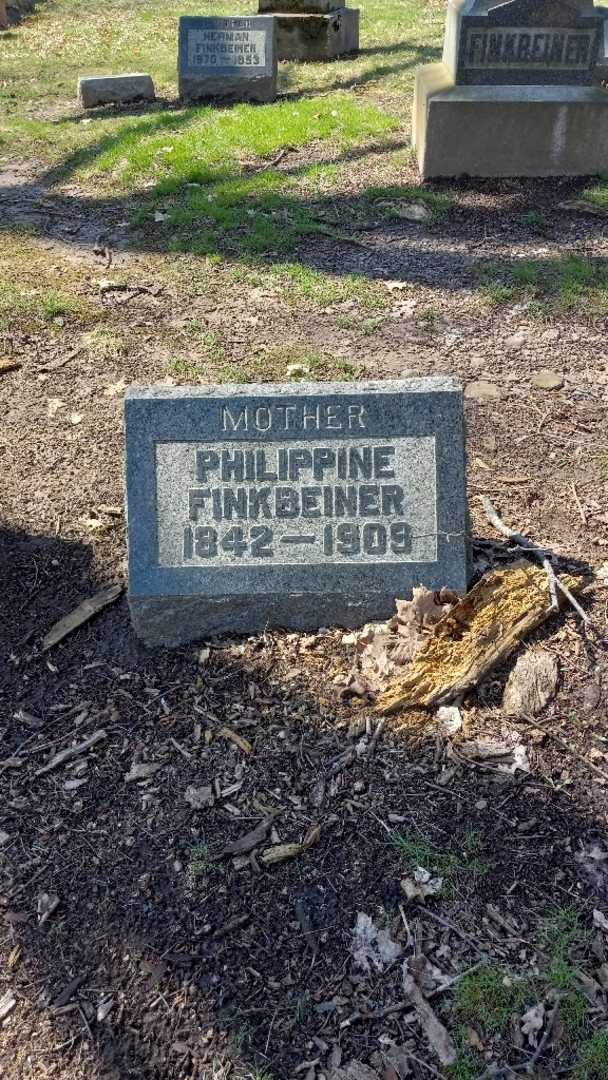 HERMAN
FINKBEINER
1870-1953
FINKBEINER
MOTHER
PHILIPPINE
FINKBEINER
1842-1909